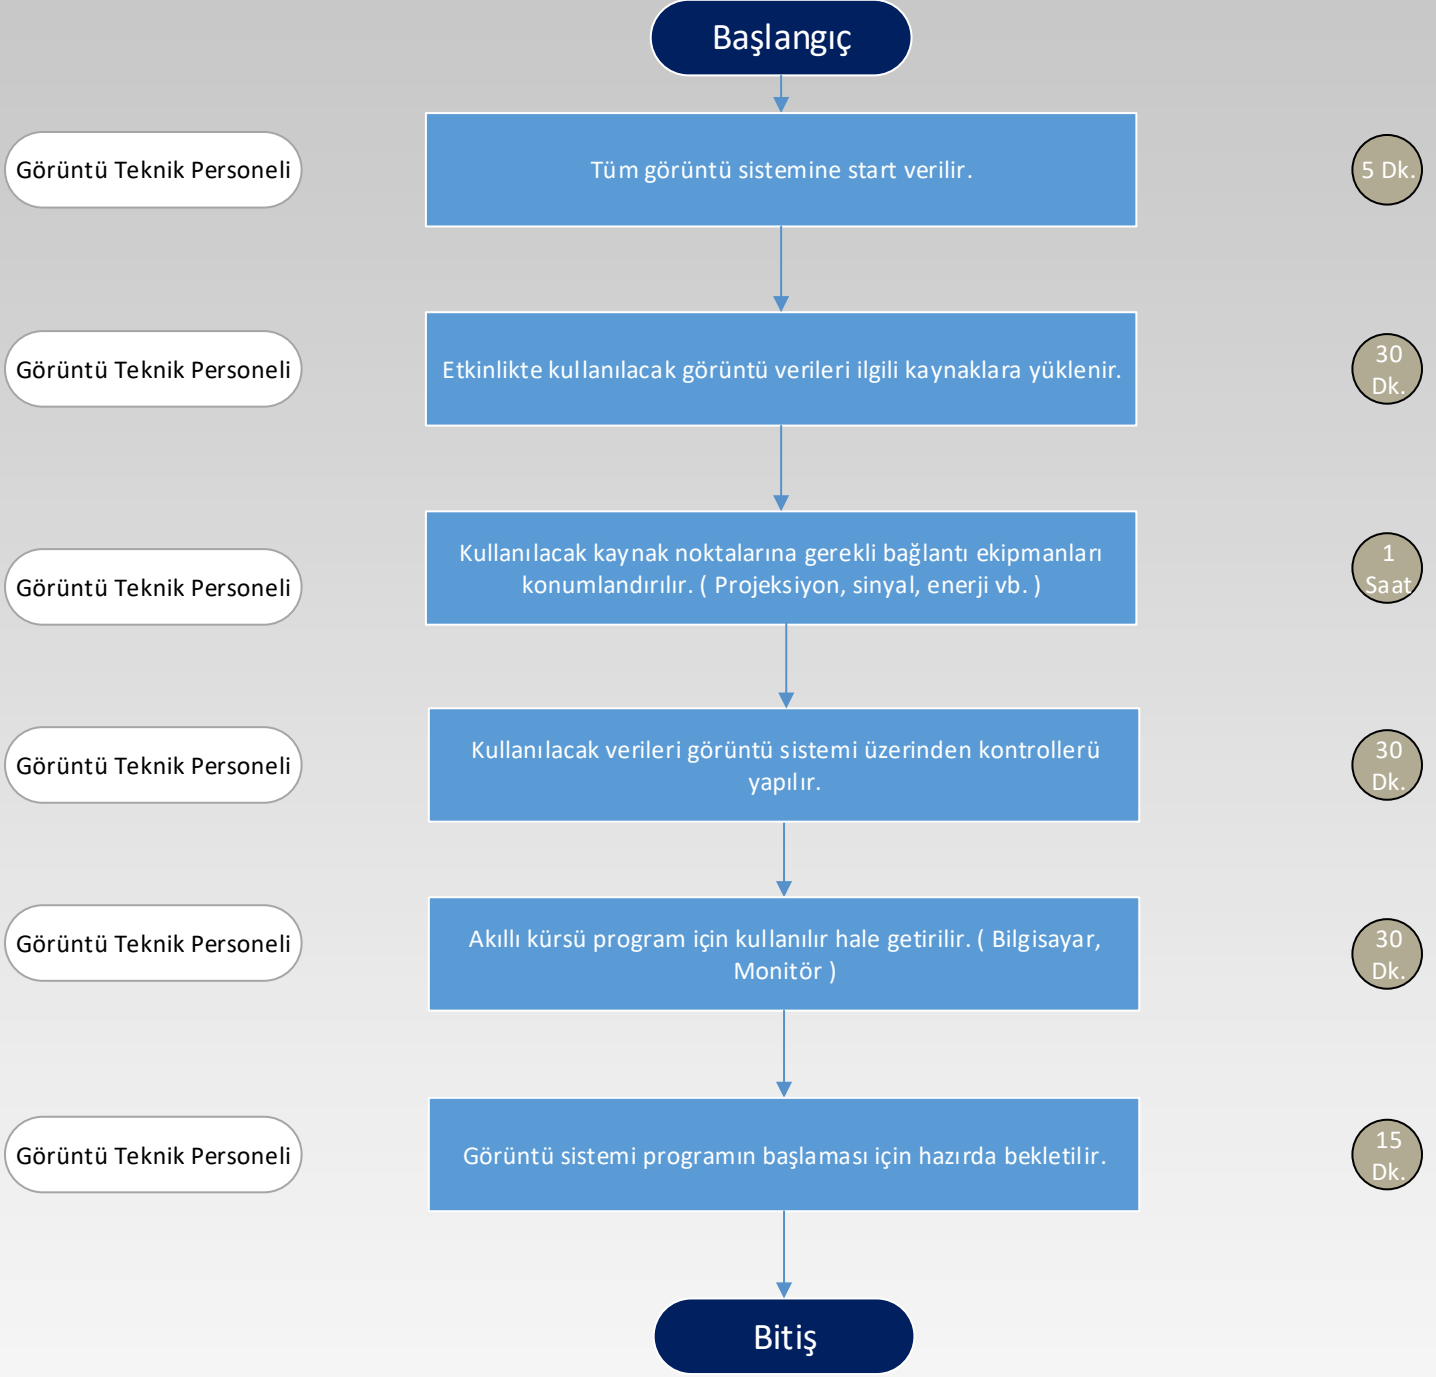 Başlangıç
Görüntü Teknik Personeli
Tüm görüntü sistemine start verilir.
5 Dk.
Görüntü Teknik Personeli
Etkinlikte kullanılacak görüntü verileri ilgili kaynaklara yüklenir.
30
Dk.
Görüntü Teknik Personeli
Kullanılacak kaynak noktalarına gerekli bağlantı ekipmanları
konumlandırılır. ( Projeksiyon, sinyal, enerji vb. )
1
Saat
Görüntü Teknik Personeli
Kullanılacak verileri görüntü sistemi üzerinden kontrollerü
yapılır.
30
Dk.
Görüntü Teknik Personeli
Akıllı kürsü program için kullanılır hale getirilir. ( Bilgisayar,
Monitör )
30
Dk.
Görüntü Teknik Personeli
Görüntü sistemi programın başlaması için hazırda bekletilir.
15
Dk.
Bitiş